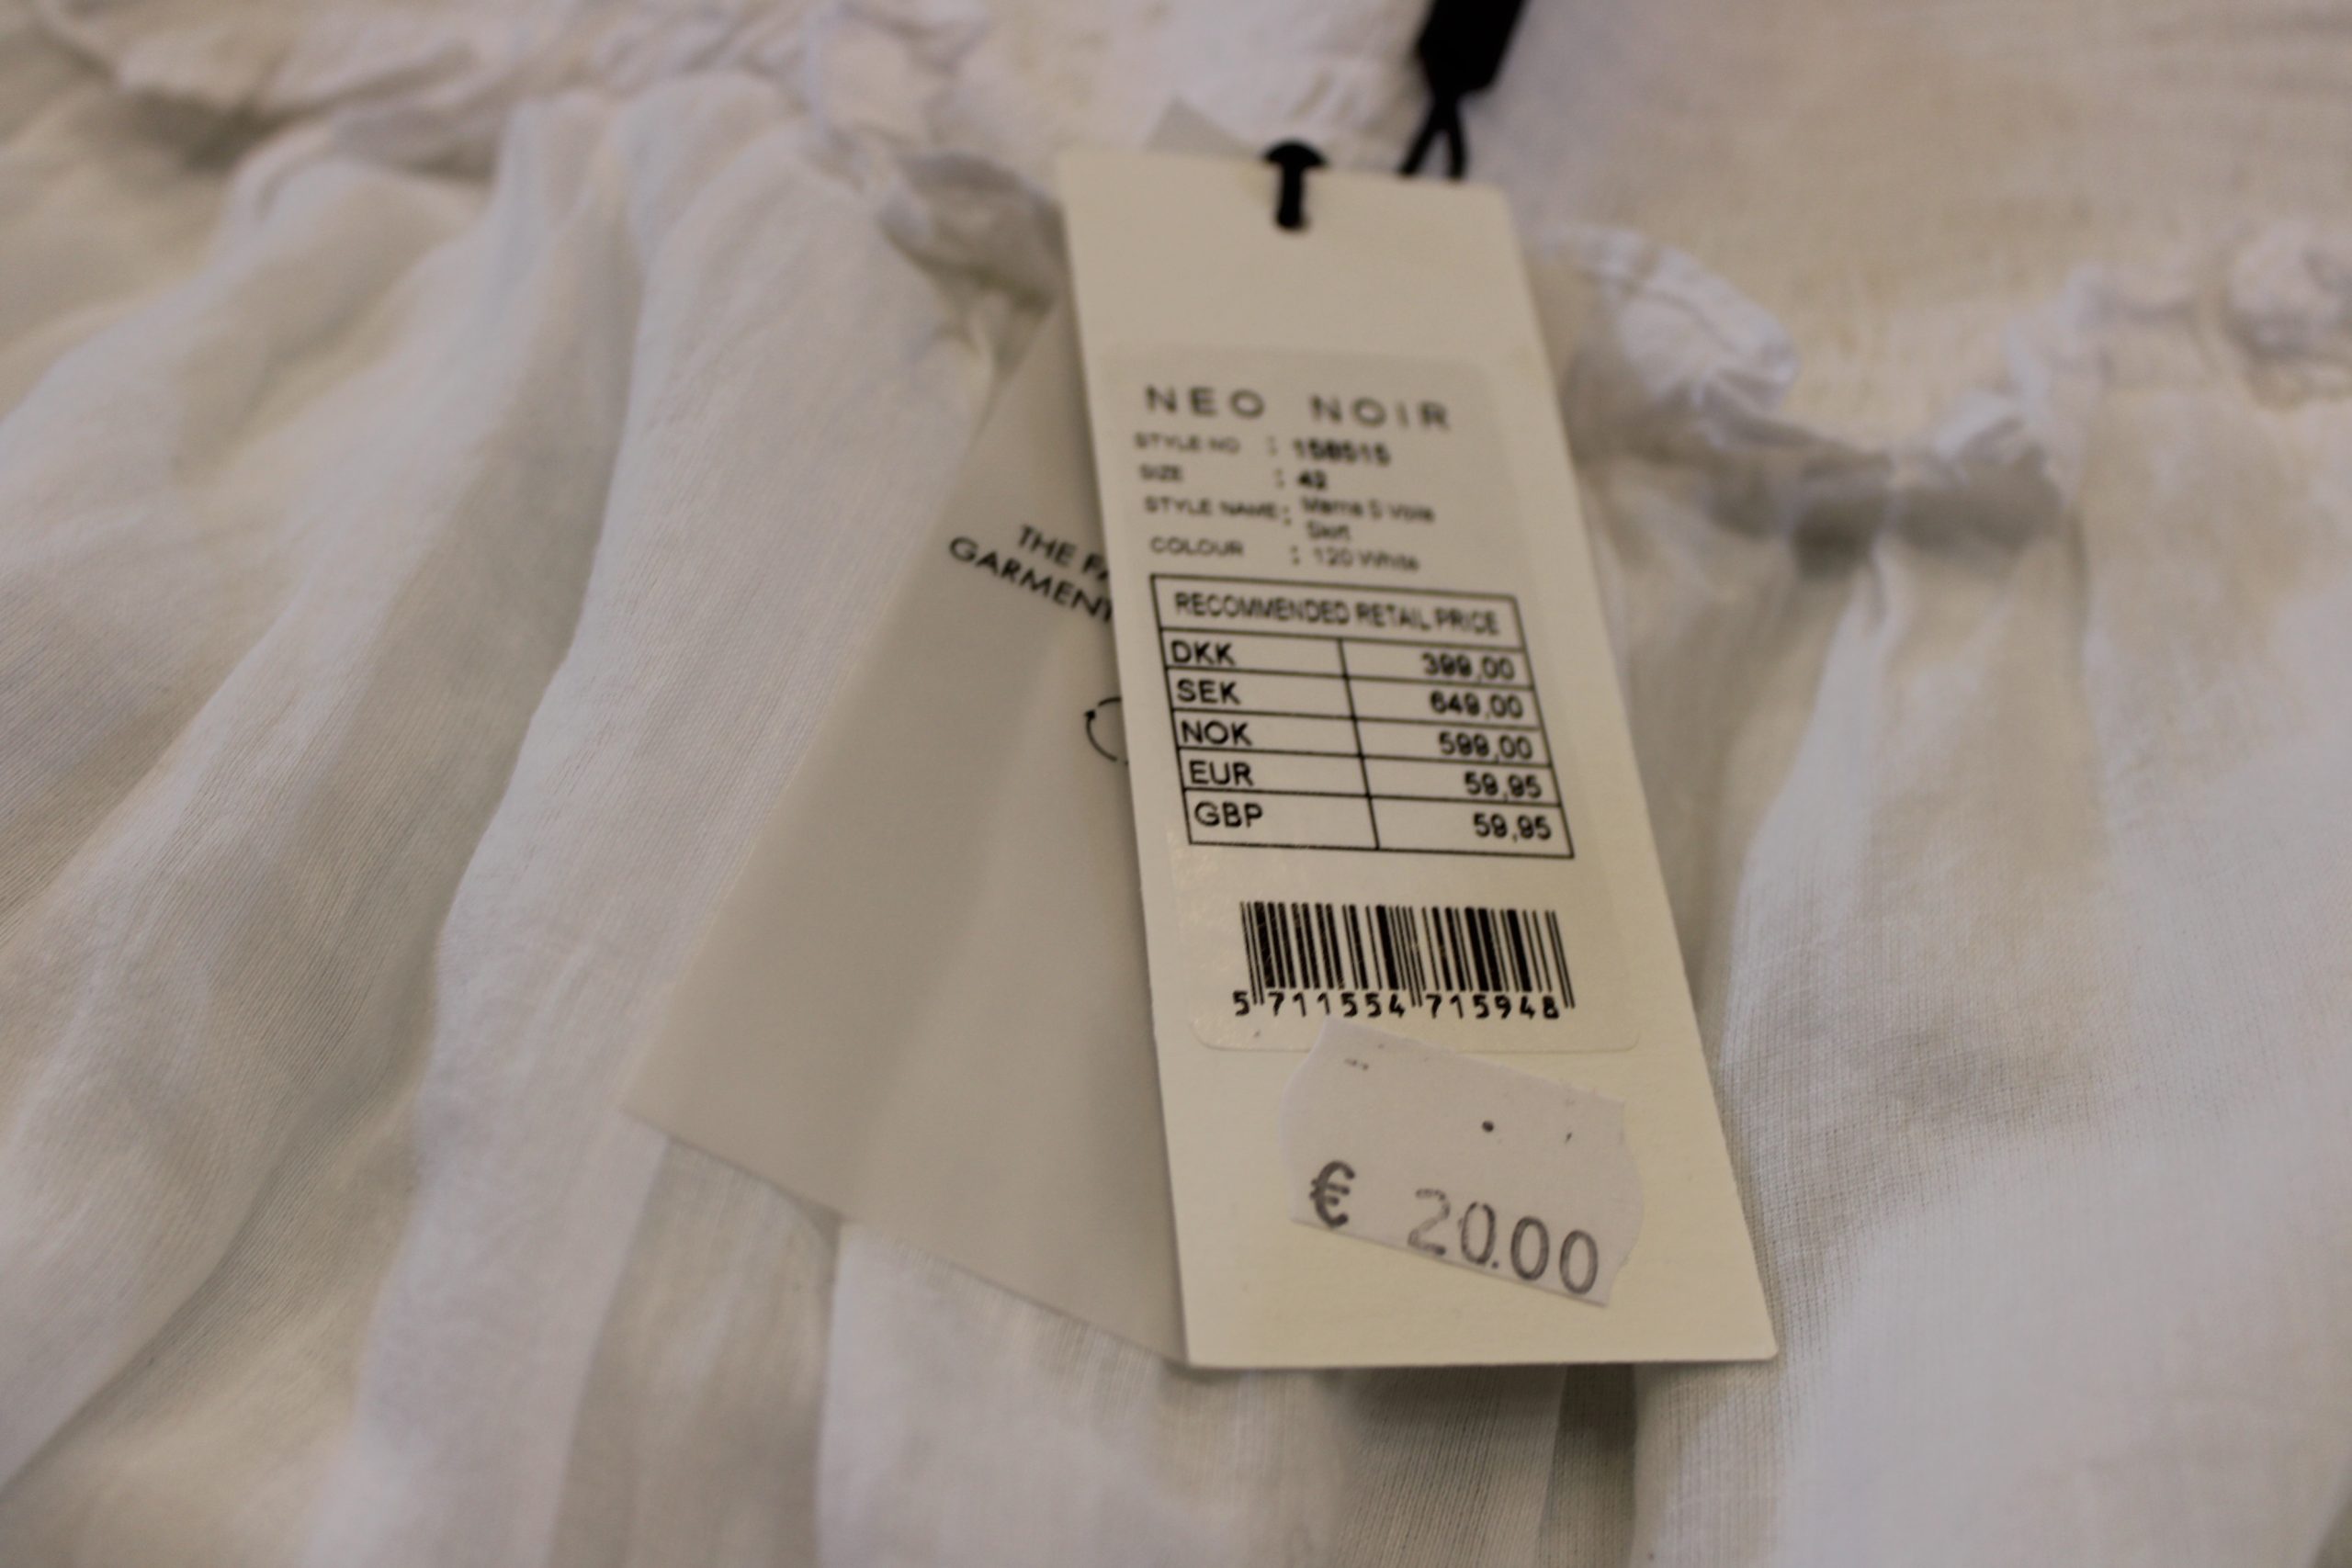 NEO NOIR
STYLE NO : 158515
SIZE : 42
STYLE NAME : Mama S Voile
Skirt
COLOUR : 120 White
THE
GARMENT
RECOMMENDED RETAIL PRICE
DKK 399,00
SEK 649,00
NOK 599,00
EUR 59,95
GBP 59,95
5 711554 715948
€ 20.00